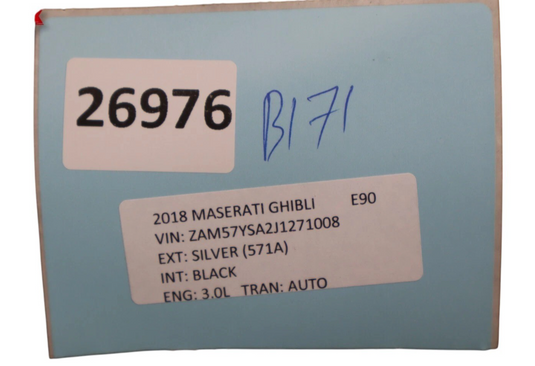 26976
B171
2018 MASERATI GHIBLI E90
VIN: ZAM57YSA2J1271008
EXT: SILVER (571A)
INT: BLACK
ENG: 3.0L TRAN: AUTO